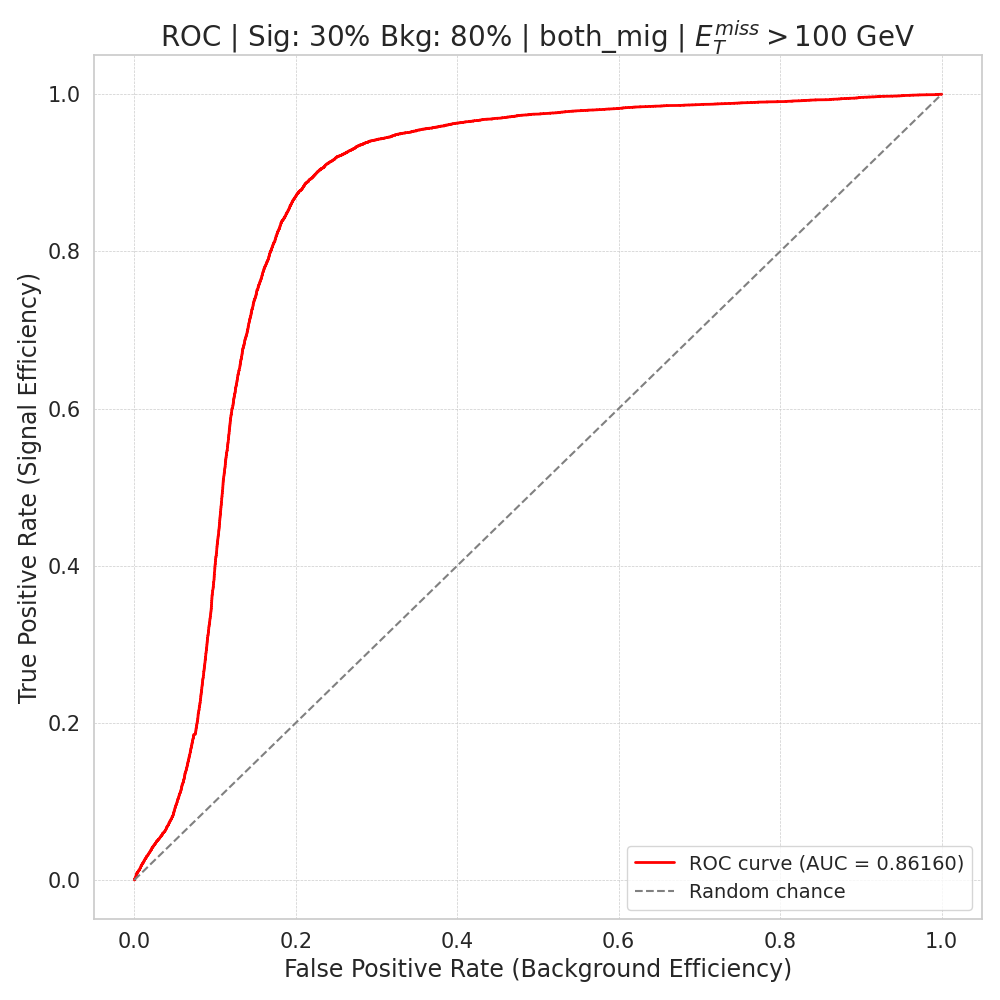 ROC | Sig: 30% Bkg: 80% | both_mig | $E_T^{miss} > 100$ GeV
1.0
0.8
0.6
0.4
0.2
0.0
True Positive Rate (Signal Efficiency)
ROC curve (AUC = 0.86160)
Random chance
0.0 0.2 0.4 0.6 0.8 1.0
False Positive Rate (Background Efficiency)